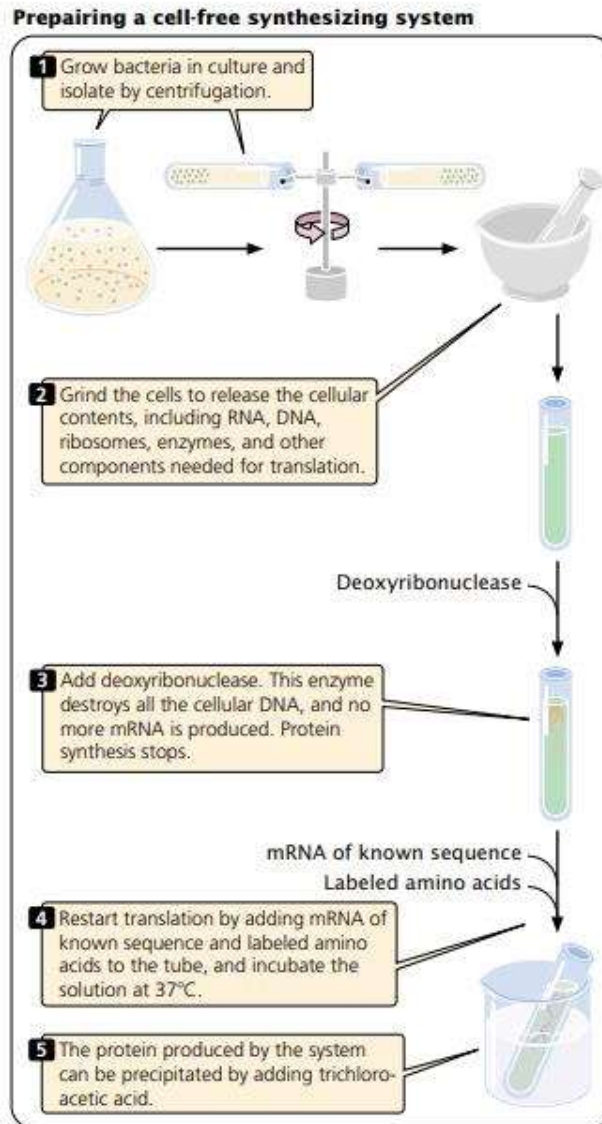 Prepairing a cell-free synthesizing system
1 Grow bacteria in culture and
isolate by centrifugation.
2 Grind the cells to release the cellular
contents, including RNA, DNA,
ribosomes, enzymes, and other
components needed for translation.
Deoxyribonuclease
3 Add deoxyribonuclease. This enzyme
destroys all the cellular DNA, and no
more mRNA is produced. Protein
synthesis stops.
mRNA of known sequence
Labeled amino acids
4 Restart translation by adding mRNA of
known sequence and labeled amino
acids to the tube, and incubate the
solution at 37°C.
5 The protein produced by the system
can be precipitated by adding trichloro-
acetic acid.